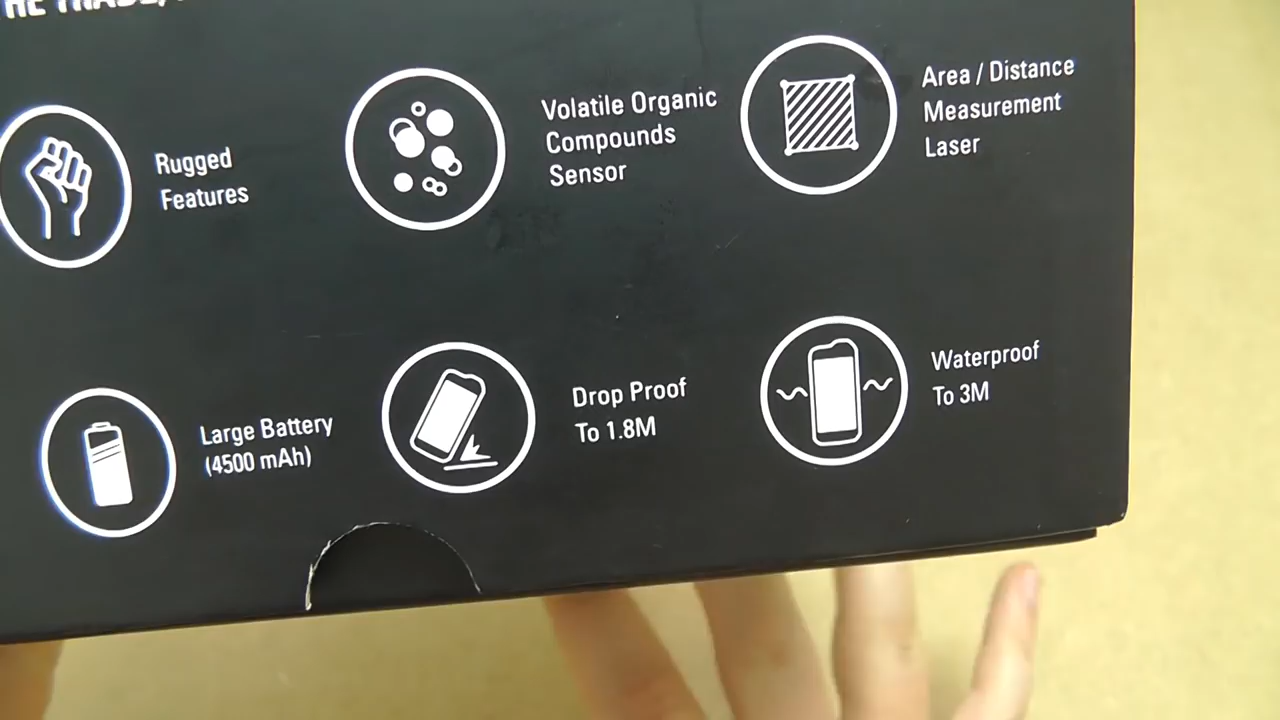 THE
Rugged
Features
Volatile Organic
Compounds
Sensor
Area / Distance
Measurement
Laser
Large Battery
(4500 mAh)
Drop Proof
To 1.8M
Waterproof
To 3M